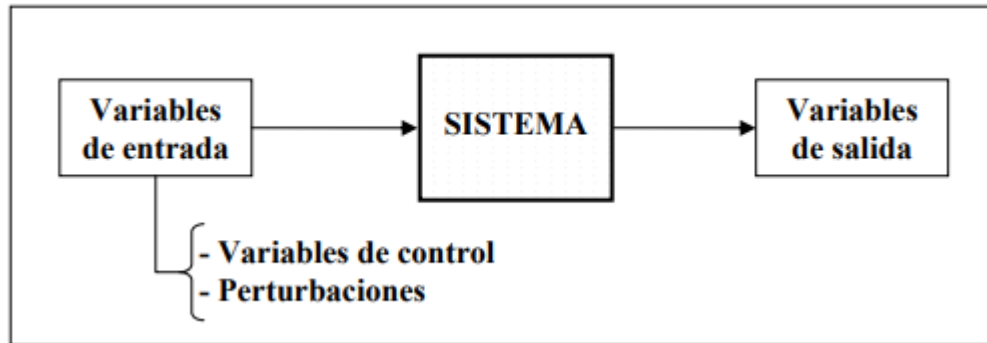 Variables
de entrada
SISTEMA
Variables
de salida
- Variables de control
- Perturbaciones